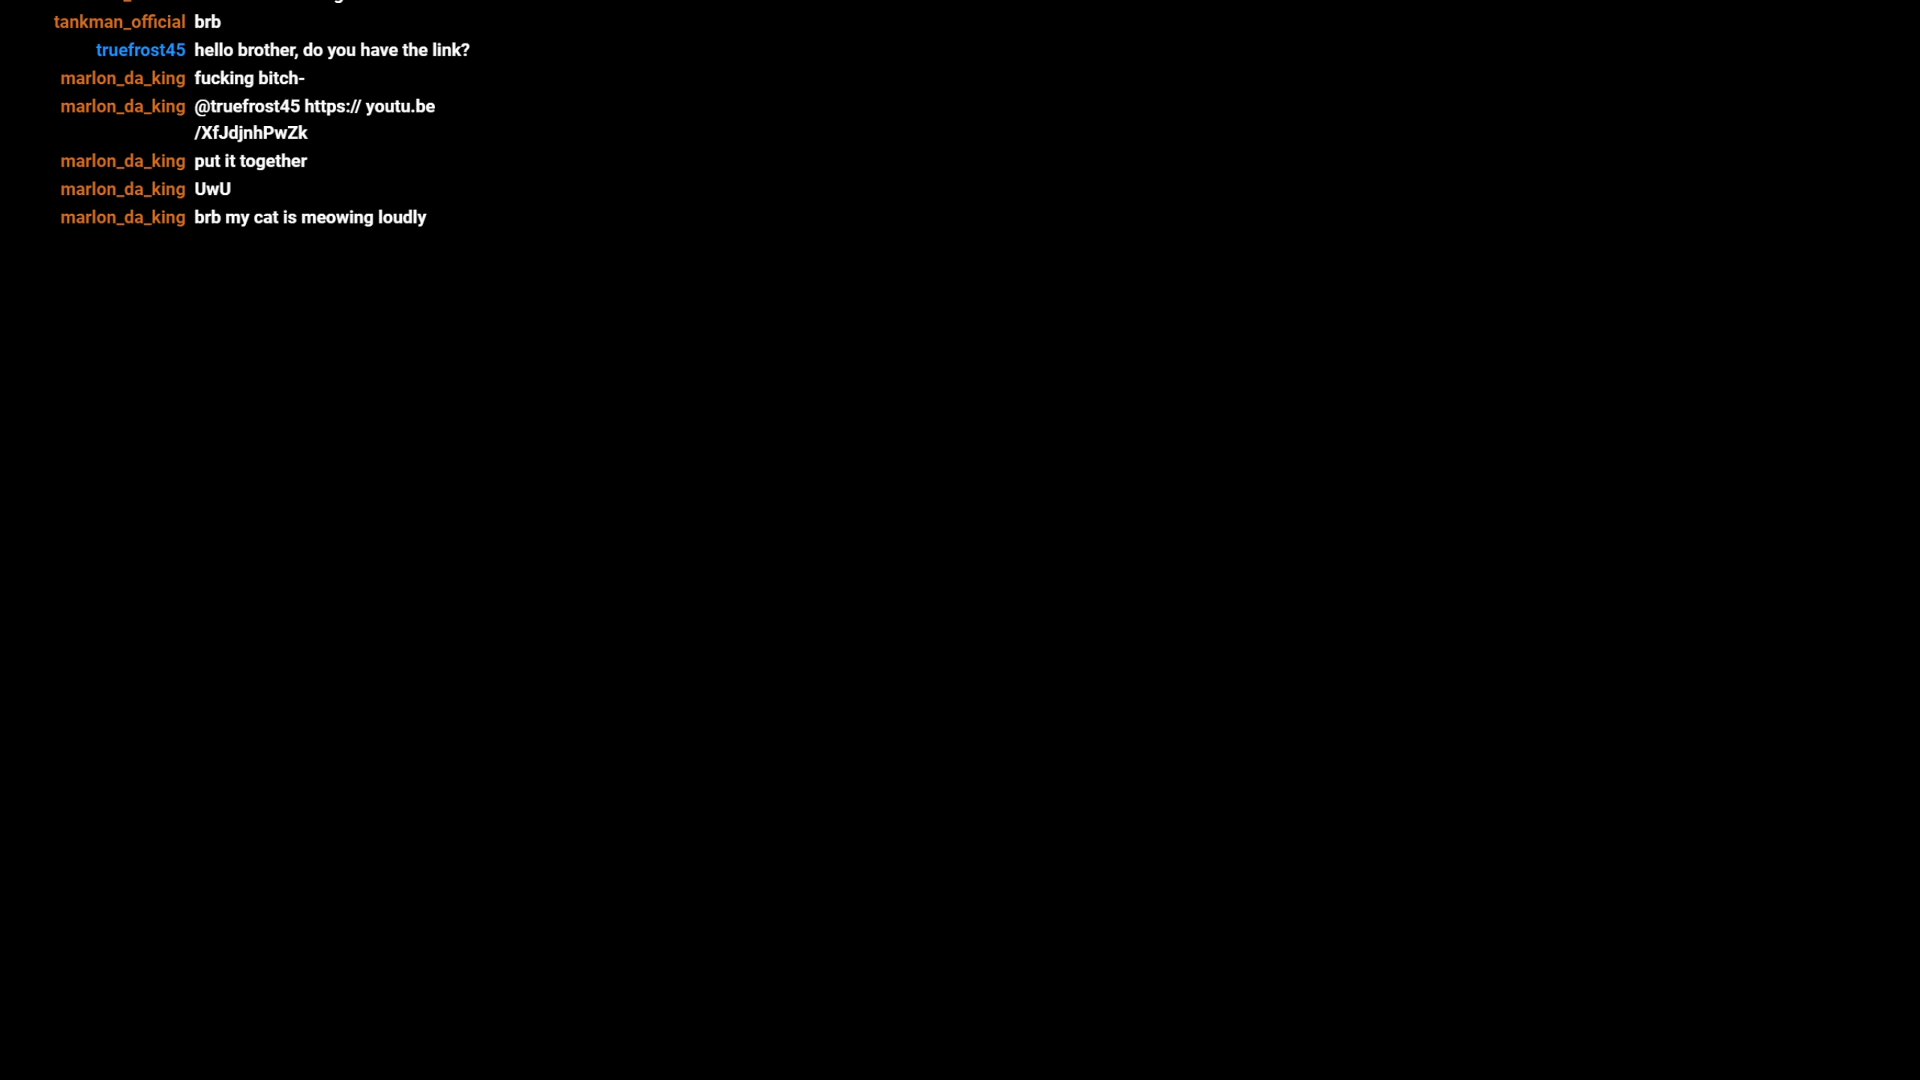 tankman_official brb
truefrost45 hello brother, do you have the link?
marlon_da_king fucking bitch-
marlon_da_king @truefrost45 https:// youtu.be
/XfJdjnhPwZk
marlon_da_king put it together
marlon_da_king UwU
marlon_da_king brb my cat is meowing loudly